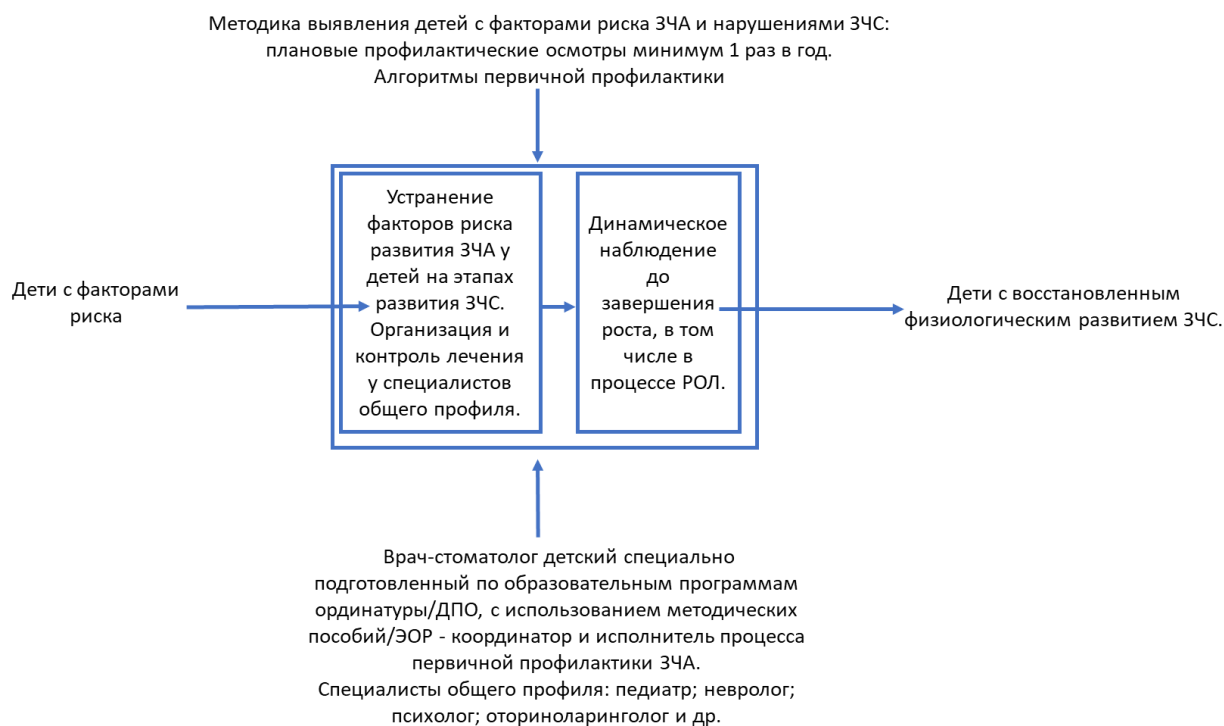 Методика выявления детей с факторами риска ЗЧА и нарушениями ЗЧС:
плановые профилактические осмотры минимум 1 раз в год.
Алгоритмы первичной профилактики
Дети с факторами
риска
Устранение
факторов риска
развития ЗЧА у
детей на этапах
развития ЗЧС.
Организация и
контроль лечения
у специалистов
общего профиля.
Динамическое
наблюдение
до
завершения
роста, в том
числе в
процессе РОЛ.
Дети с восстановленным
физиологическим развитием ЗЧС.
Врач-стоматолог детский специально
подготовленный по образовательным программам
ординатуры/ДПО, с использованием методических
пособий/ЭОР - координатор и исполнитель процесса
первичной профилактики ЗЧА.
Специалисты общего профиля: педиатр; невролог;
психолог; оториноларинголог и др.